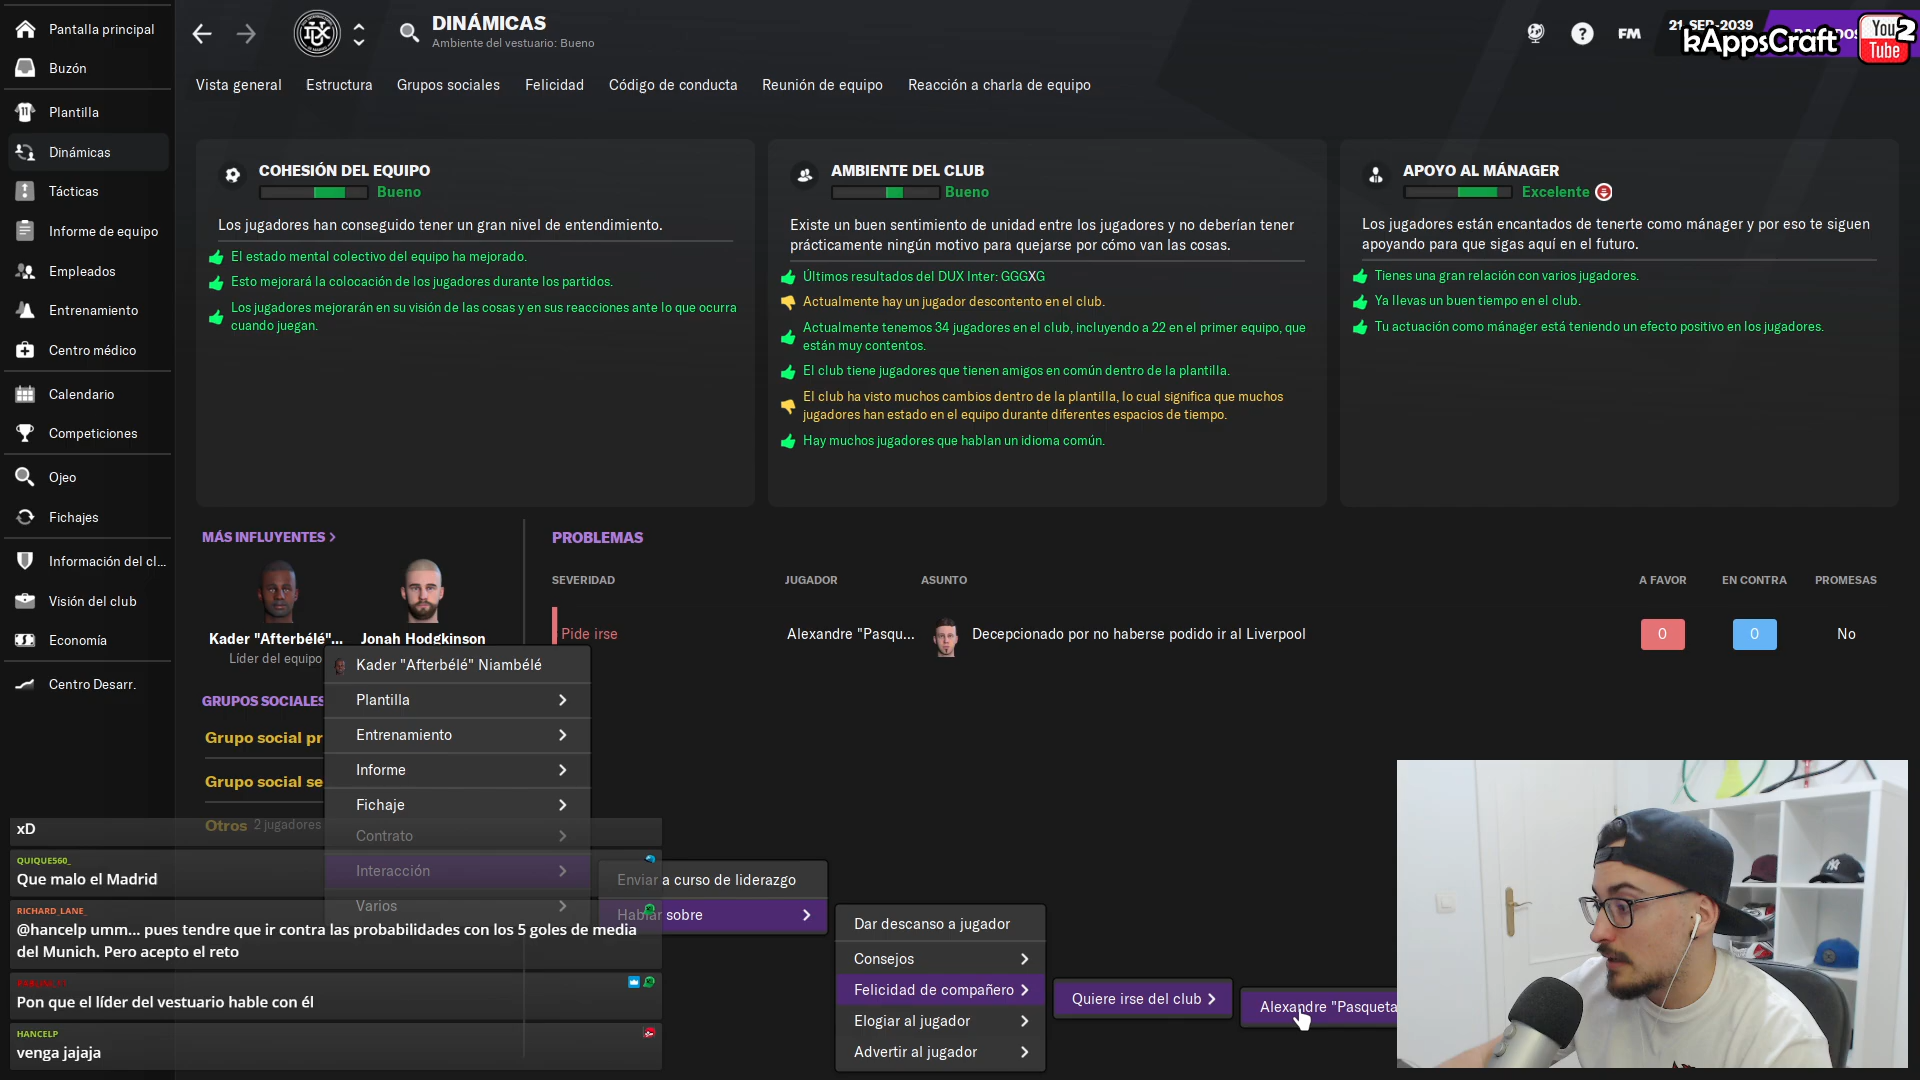 Pantalla principal
Buzón
Plantilla
Dinámicas
Tácticas
Informe de equipo
Empleados
Entrenamiento
Centro médico
Calendario
Competiciones
Ojeo
Fichajes
Información del cl...
Visión del club
Economía
Centro Desarr.
DINÁMICAS
Ambiente del vestuario: Bueno
FM
21 SEP 2039
kAppsCraft
You2
Tube
Vista general
Estructura
Grupos sociales
Felicidad
Código de conducta
Reunión de equipo
Reacción a charla de equipo
COHESIÓN DEL EQUIPO
Bueno
Los jugadores han conseguido tener un gran nivel de entendimiento.
El estado mental colectivo del equipo ha mejorado.
Esto mejorará la colocación de los jugadores durante los partidos.
Los jugadores mejorarán en su visión de las cosas y en sus reacciones ante lo que ocurra
cuando juegan.
AMBIENTE DEL CLUB
Bueno
Existe un buen sentimiento de unidad entre los jugadores y no deberían tener
prácticamente ningún motivo para quejarse por cómo van las cosas.
Últimos resultados del DUX Inter: GGGXG
Actualmente hay un jugador descontento en el club.
Actualmente tenemos 34 jugadores en el club, incluyendo a 22 en el primer equipo, que
están muy contentos.
El club tiene jugadores que tienen amigos en común dentro de la plantilla.
El club ha visto muchos cambios dentro de la plantilla, lo cual significa que muchos
jugadores han estado en el equipo durante diferentes espacios de tiempo.
Hay muchos jugadores que hablan un idioma común.
APOYO AL MÁNAGER
Excelente
Los jugadores están encantados de tenerte como mánager y por eso te siguen
apoyando para que sigas aquí en el futuro.
Tienes una gran relación con varios jugadores.
Ya llevas un buen tiempo en el club.
Tu actuación como mánager está teniendo un efecto positivo en los jugadores.
MÁS INFLUYENTES >
Kader "Afterbélé"...
Líder del equipo
Jonah Hodgkinson
GRUPOS SOCIALES
Grupo social pr
Grupo social se
Otros 2 jugadores
PROBLEMAS
SEVERIDAD
JUGADOR
ASUNTO
A FAVOR
EN CONTRA
PROMESAS
Pide irse
Alexandre "Pasqu...
Decepcionado por no haberse podido ir al Liverpool
0
0
No
Kader "Afterbélé" Niambélé
Plantilla
Entrenamiento
Informe
Fichaje
Contrato
Interacción
Varios
Enviar a curso de liderazgo
Hablar sobre
Dar descanso a jugador
Consejos
Felicidad de compañero
Elogiar al jugador
Advertir al jugador
Quiere irse del club
Alexandre "Pasqueta
xD
QUIQUE560_
Que malo el Madrid
RICHARD_LANE_
@hancelp umm... pues tendre que ir contra las probabilidades con los 5 goles de media
del Munich. Pero acepto el reto
Pon que el líder del vestuario hable con él
HANCELP
venga jajaja